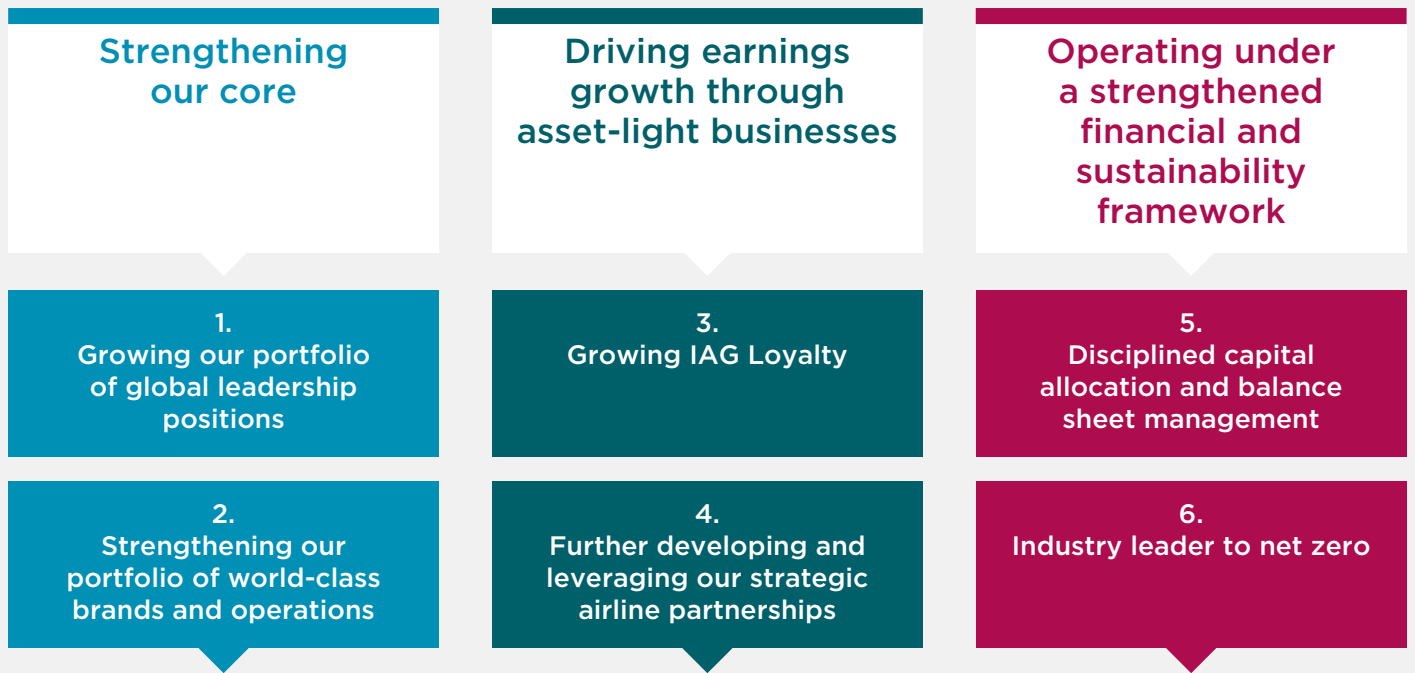 Strengthening
our core
Driving earnings
growth through
asset-light businesses
Operating under
a strengthened
financial and
sustainability
framework
1.
Growing our portfolio
of global leadership
positions
3.
Growing IAG Loyalty
5.
Disciplined capital
allocation and balance
sheet management
2.
Strengthening our
portfolio of world-class
brands and operations
4.
Further developing and
leveraging our strategic
airline partnerships
6.
Industry leader to net zero